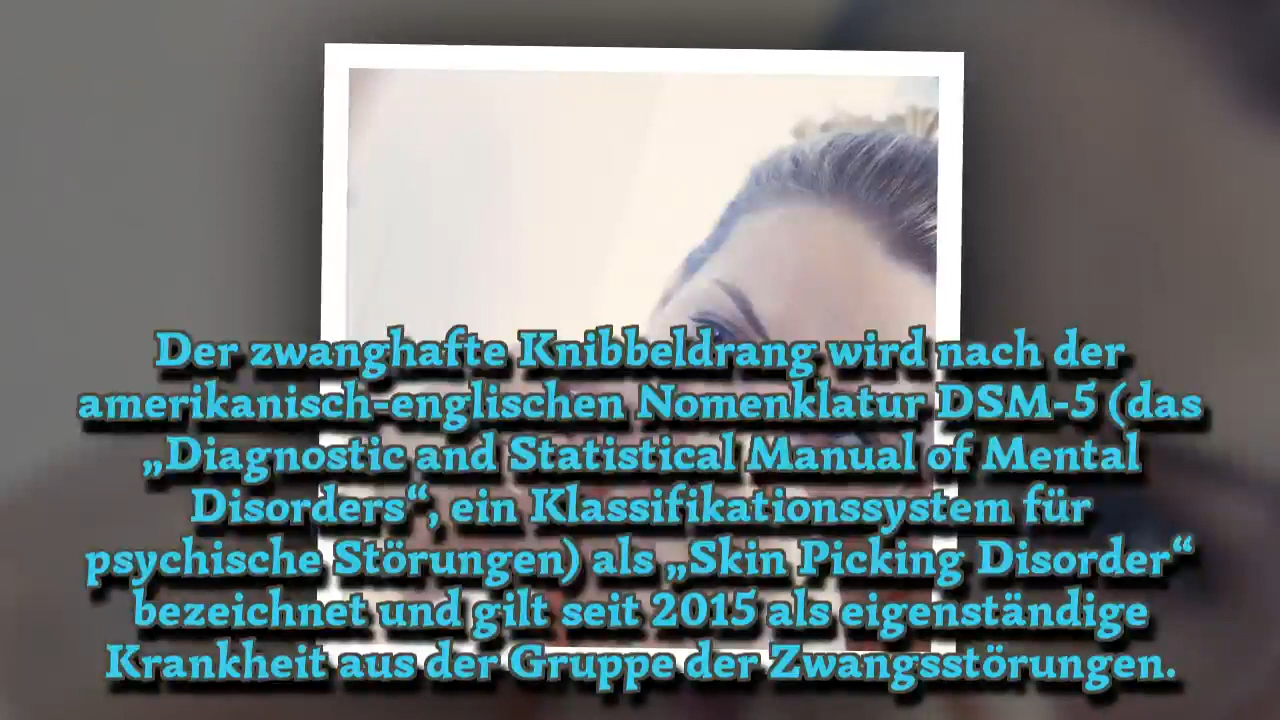 Der zwanghafte Knibbeldrang wird nach der
amerikanisch-englischen Nomenklatur DSM-5 (das
„Diagnostic and Statistical Manual of Mental
Disorders“, ein Klassifikationssystem für
psychische Störungen) als „Skin Picking Disorder“
bezeichnet und gilt seit 2015 als eigenständige
Krankheit aus der Gruppe der Zwangsstörungen.